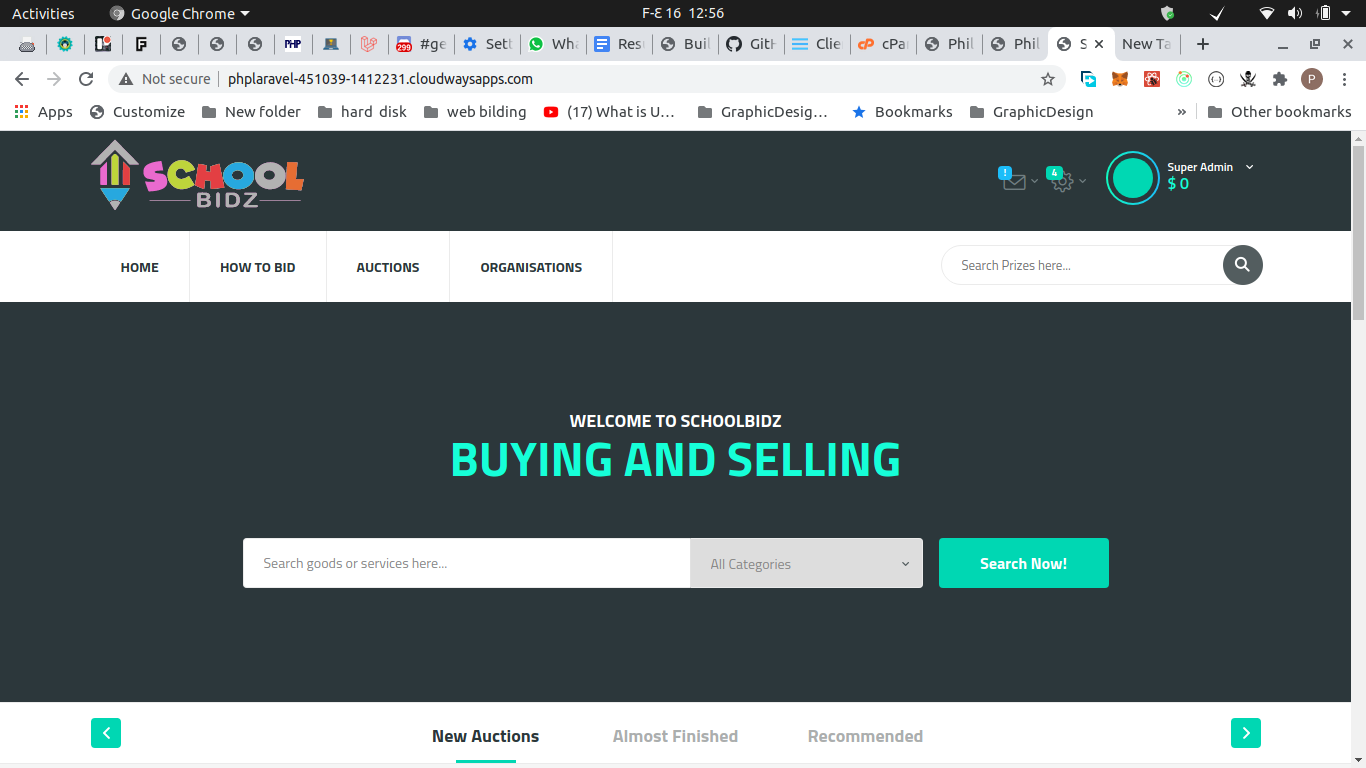 Activities Google Chrome F-Ɛ 16 12:56
299 #ge Sett Wha Resu Buil GitH Clie cPan Phil Phil S New Ta
Not secure phplaravel-451039-1412231.cloudwaysapps.com P
Apps Customize New folder hard disk web bilding (17) What is U… GraphicDesig… Bookmarks GraphicDesign » Other bookmarks
SCHOOL
BIDZ
! 4 Super Admin
$ 0
HOME HOW TO BID AUCTIONS ORGANISATIONS Search Prizes here...
WELCOME TO SCHOOLBIDZ
BUYING AND SELLING
Search goods or services here... All Categories Search Now!
New Auctions Almost Finished Recommended